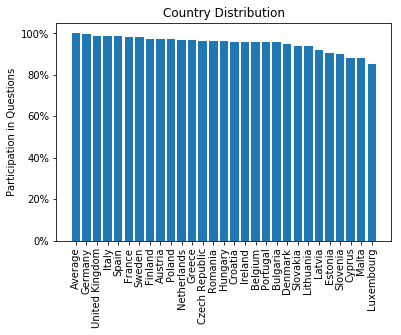 Country Distribution
Participation in Questions
100%
80%
60%
40%
20%
0%
Average
Germany
United Kingdom
Italy
Spain
France
Sweden
Finland
Austria
Poland
Netherlands
Greece
Czech Republic
Romania
Hungary
Croatia
Ireland
Belgium
Portugal
Bulgaria
Denmark
Slovakia
Lithuania
Latvia
Estonia
Slovenia
Cyprus
Malta
Luxembourg